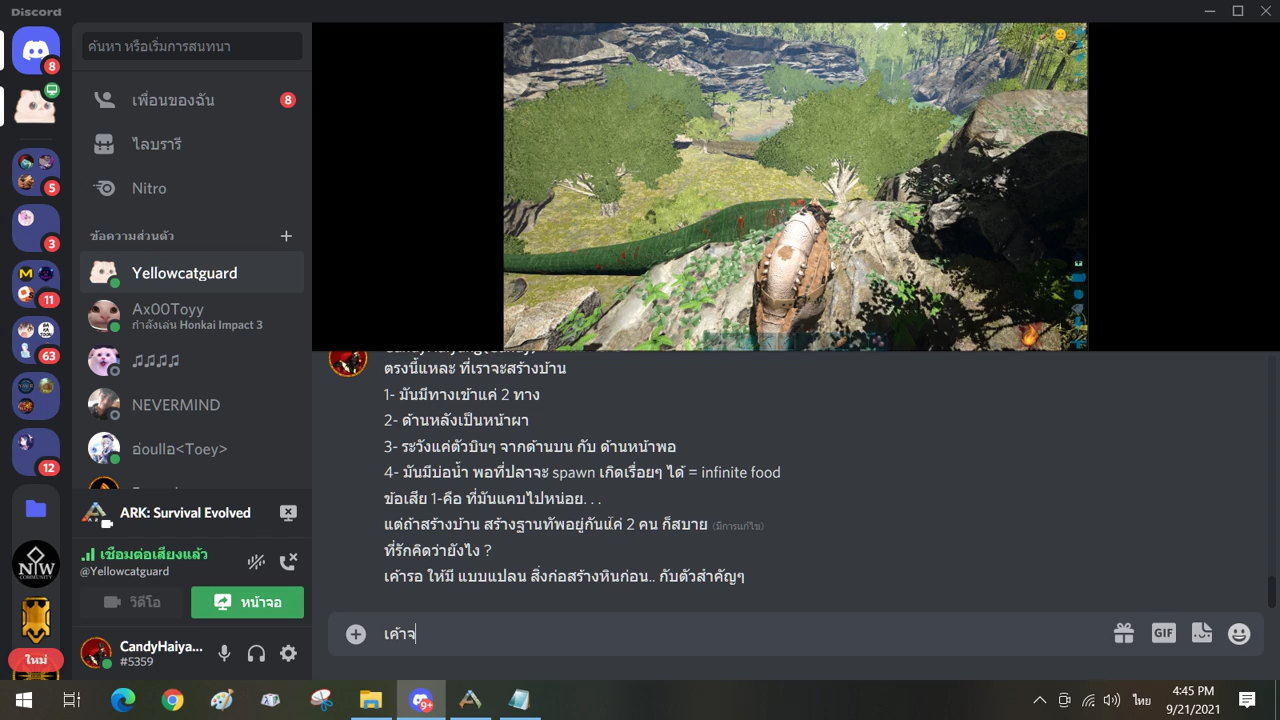 Discord
ค้นหา หรือเริ่มการสนทนา
8
เพื่อนของฉัน
8
ไลบรารี
Nitro
5
3
ข้อความส่วนตัว
Yellowcatguard
11
Ax00Toyy
กำลังเล่น Honkai Impact 3
63
♫♫♫♫
NEVERMIND
อ่อulเอ<Toey>
12
ARK: Survival Evolved
เชื่อมต่อเสียงแล้ว
@Yellowcatguard
วิดีโอ
หน้าจอ
NW
COMMUNITY
CandyHaiya...
#5359
ใหม่
ตรงนี้แหละ ที่เราจะสร้างบ้าน
1- มันมีทางเข้าแค่ 2 ทาง
2- ด้านหลังเป็นหน้าผา
3- ระวังแค่ตัวบินๆ จากด้านบน กับ ด้านหน้าพอ
4- มันมีบ่อน้ำ พอที่ปลาจะ spawn เกิดเรื่อยๆ ได้ = infinite food
ข้อเสีย 1-คือ ที่มันแคบไปหน่อย. . .
แต่ถ้าสร้างบ้าน สร้างฐานทัพอยู่กันแค่ 2 คน ก็สบาย (มีการแก้ไข)
ที่รักคิดว่ายังไง ?
เค้ารอ ให้มี แบบแปลน สิ่งก่อสร้างหินก่อน.. กับตัวสำคัญๆ
เค้าจ
GIF
9+
ไทย
4:45 PM
9/21/2021